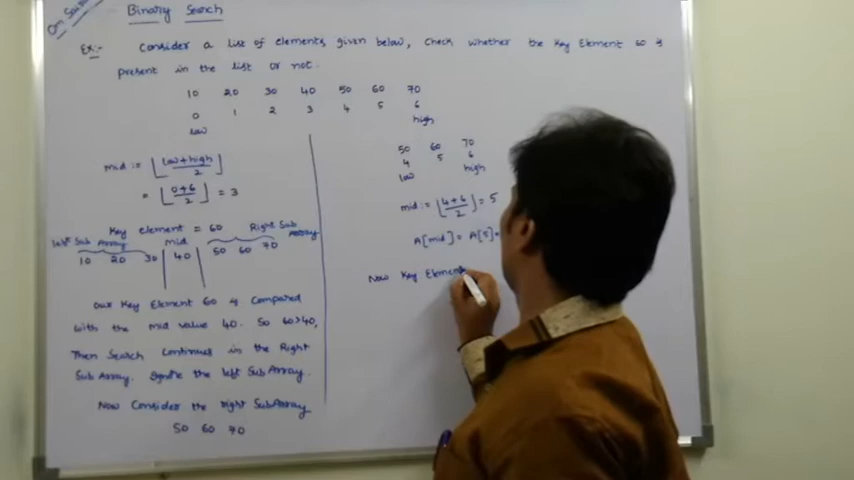 Binary Search
Ex:- Consider a list of elements given below, check whether the key Element 60 is
present in the list or not.
10 20 30 40 50 60 70
0 1 2 3 4 5 6
low high
mid := ⌊low+high/2⌋
= ⌊0+6/2⌋ = 3
Key element = 60
left Sub Array mid Right Sub Array
10 20 30 40 50 60 70
our Key Element 60 is Compared
with the mid value 40. So 60>40,
Then Search Continues in the Right
Sub Array. Ignore the left Sub Array.
Now Consider the right SubArray
50 60 70
50 60 70
4 5 6
low high
mid := ⌊4+6/2⌋ = 5
A[mid] = A[5] =
Now Key Element